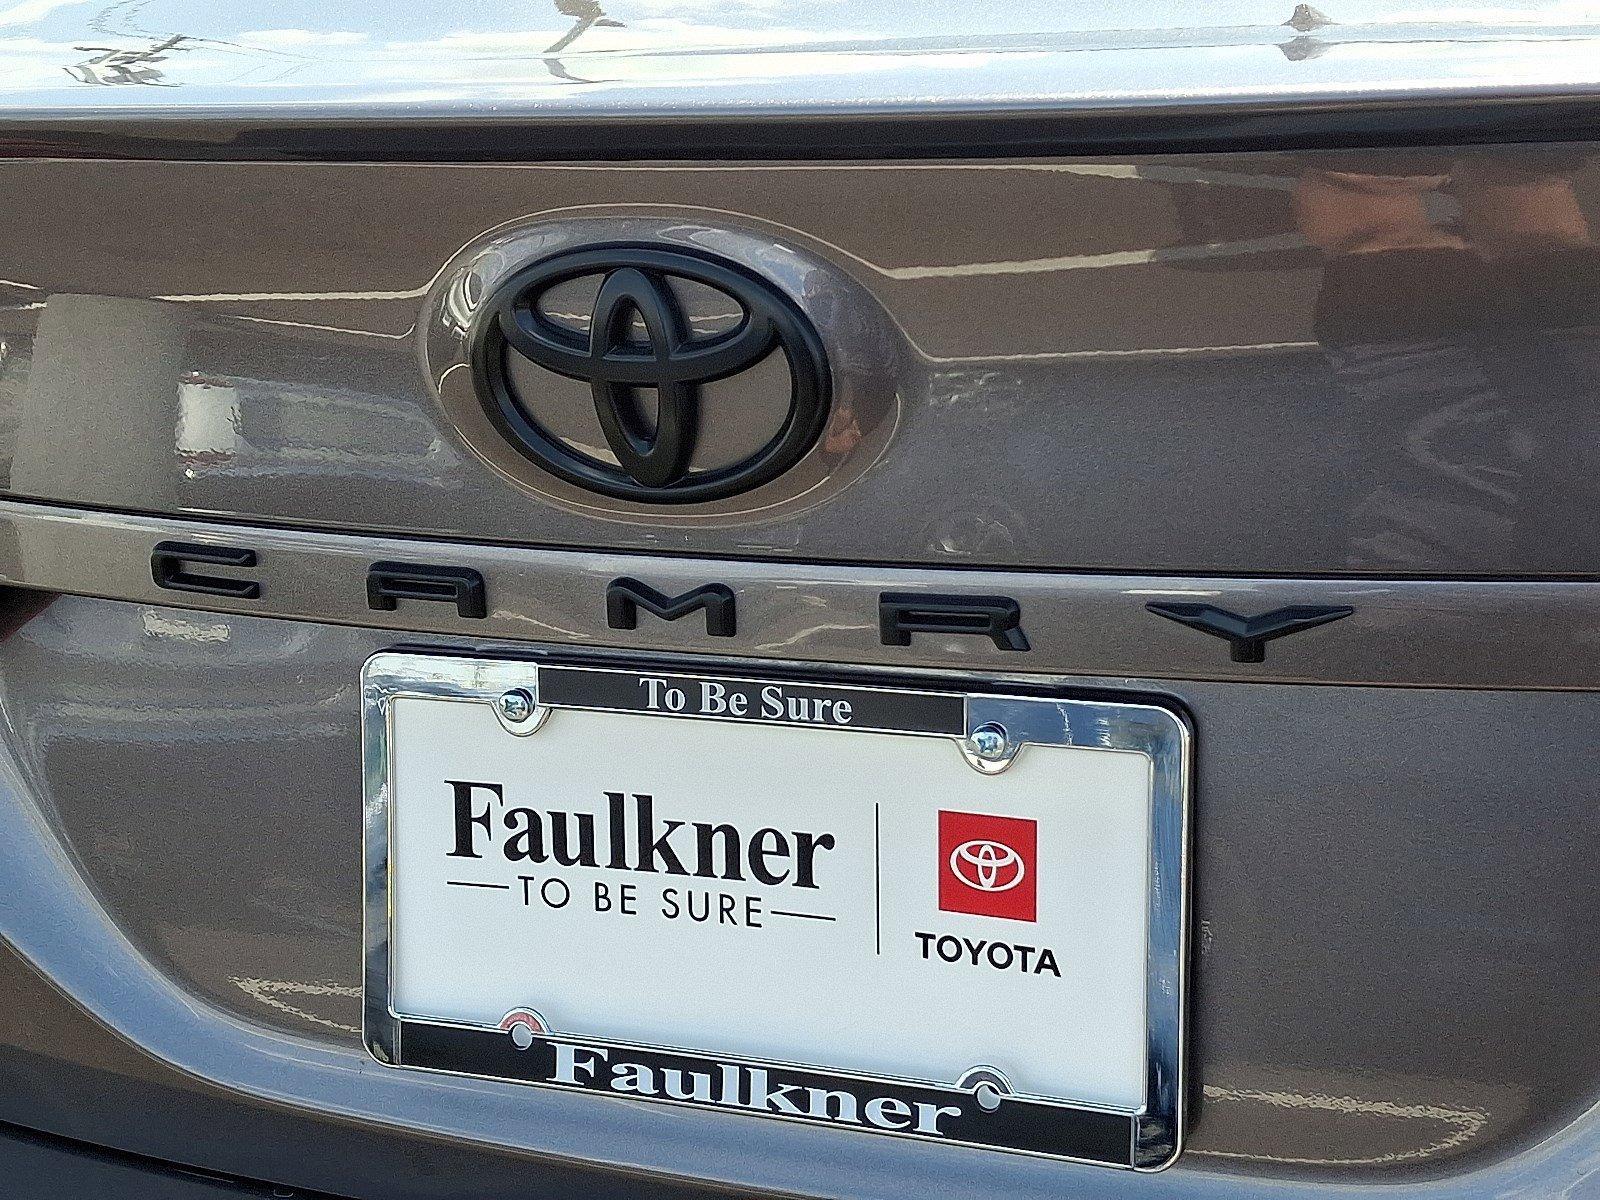 CAMRY
To Be Sure
Faulkner
TO BE SURE
TOYOTA
Faulkner